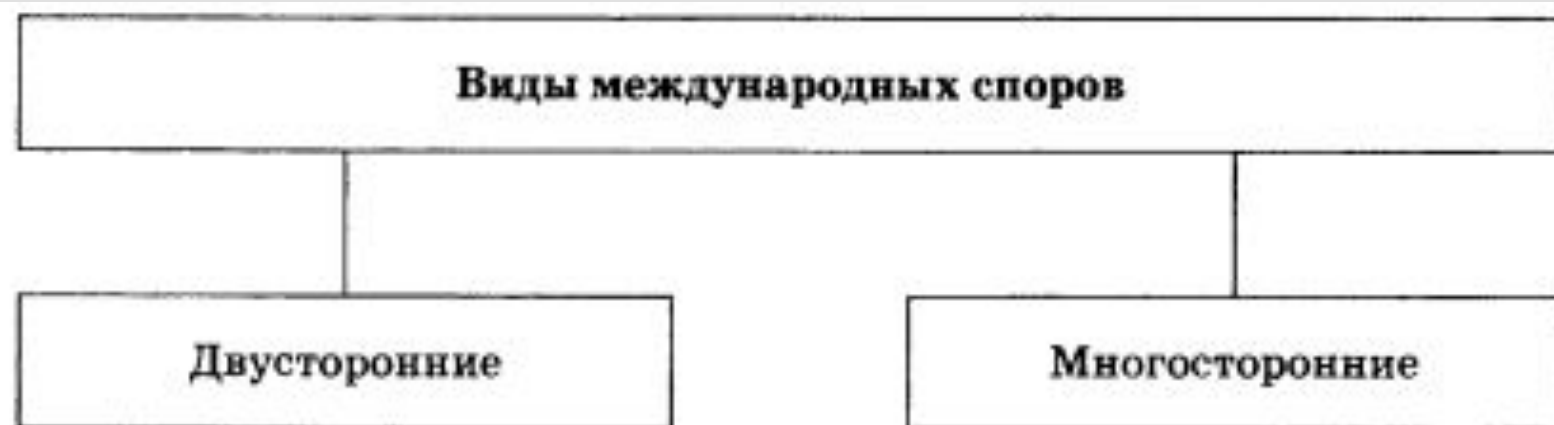 Виды международных споров
Двусторонние
Многосторонние